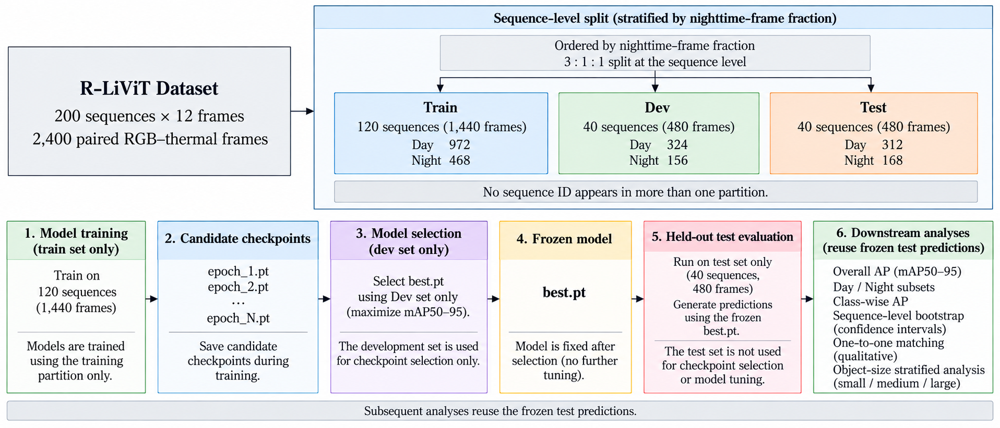 R–LiViT Dataset
200 sequences × 12 frames
2,400 paired RGB–thermal frames
Sequence–level split (stratified by nighttime–frame fraction)
Ordered by nighttime–frame fraction
3 : 1 : 1 split at the sequence level
Train
120 sequences (1,440 frames)
Day 972
Night 468
Dev
40 sequences (480 frames)
Day 324
Night 156
Test
40 sequences (480 frames)
Day 312
Night 168
No sequence ID appears in more than one partition.
1. Model training
(train set only)
Train on
120 sequences
(1,440 frames)
Models are trained
using the training
partition only.
2. Candidate checkpoints
epoch_1.pt
epoch_2.pt
...
epoch_N.pt
Save candidate
checkpoints during
training.
3. Model selection
(dev set only)
Select best.pt
using Dev set only
(maximize mAP50–95).
The development set is used
for checkpoint selection only.
4. Frozen model
best.pt
Model is fixed after
selection (no further
tuning).
5. Held–out test evaluation
Run on test set only
(40 sequences,
480 frames)
Generate predictions
using the frozen
best.pt.
The test set is not used
for checkpoint selection
or model tuning.
6. Downstream analyses
(reuse frozen test predictions)
Overall AP (mAP50–95)
Day / Night subsets
Class–wise AP
Sequence–level bootstrap
(confidence intervals)
One–to–one matching
(qualitative)
Object–size stratified analysis
(small / medium / large)
Subsequent analyses reuse the frozen test predictions.